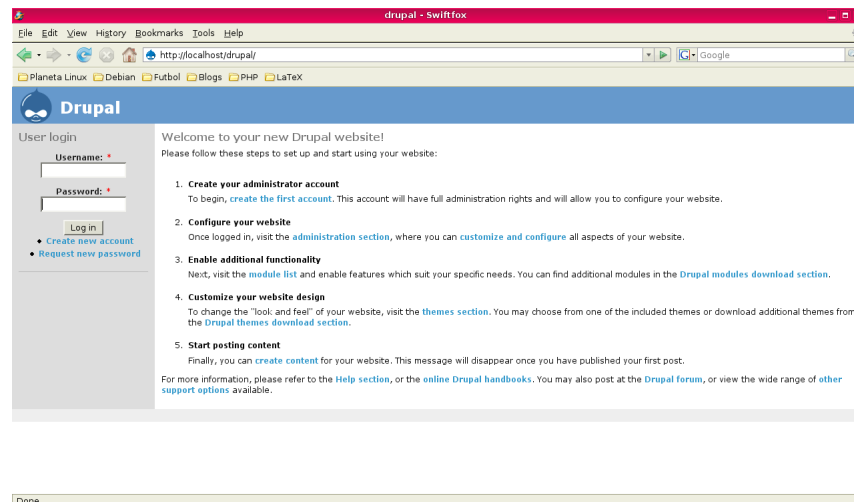 drupal - Swiftfox
File Edit View History Bookmarks Tools Help
http://localhost/drupal/
G Google
Planeta Linux Debian Futbol Blogs PHP LaTeX
Drupal
User login
Username: *
Password: *
Log in
Create new account
Request new password
Welcome to your new Drupal website!
Please follow these steps to set up and start using your website:
1. Create your administrator account
To begin, create the first account. This account will have full administration rights and will allow you to configure your website.
2. Configure your website
Once logged in, visit the administration section, where you can customize and configure all aspects of your website.
3. Enable additional functionality
Next, visit the module list and enable features which suit your specific needs. You can find additional modules in the Drupal modules download section.
4. Customize your website design
To change the "look and feel" of your website, visit the themes section. You may choose from one of the included themes or download additional themes from
the Drupal themes download section.
5. Start posting content
Finally, you can create content for your website. This message will disappear once you have published your first post.
For more information, please refer to the Help section, or the online Drupal handbooks. You may also post at the Drupal forum, or view the wide range of other
support options available.
Done